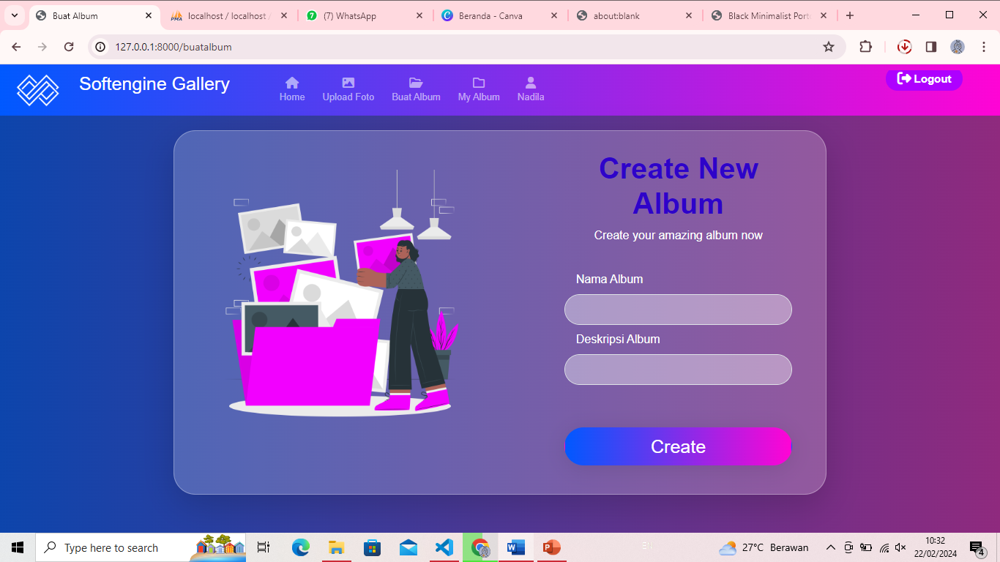 Buat Album
localhost / localhost /
(7) WhatsApp
Beranda - Canva
about:blank
Black Minimalist Port
127.0.0.1:8000/buatalbum
Softengine Gallery
Home
Upload Foto
Buat Album
My Album
Nadila
Logout
Create New
Album
Create your amazing album now
Nama Album
Deskripsi Album
Create
Type here to search
EN
27°C Berawan
10:32
22/02/2024
4